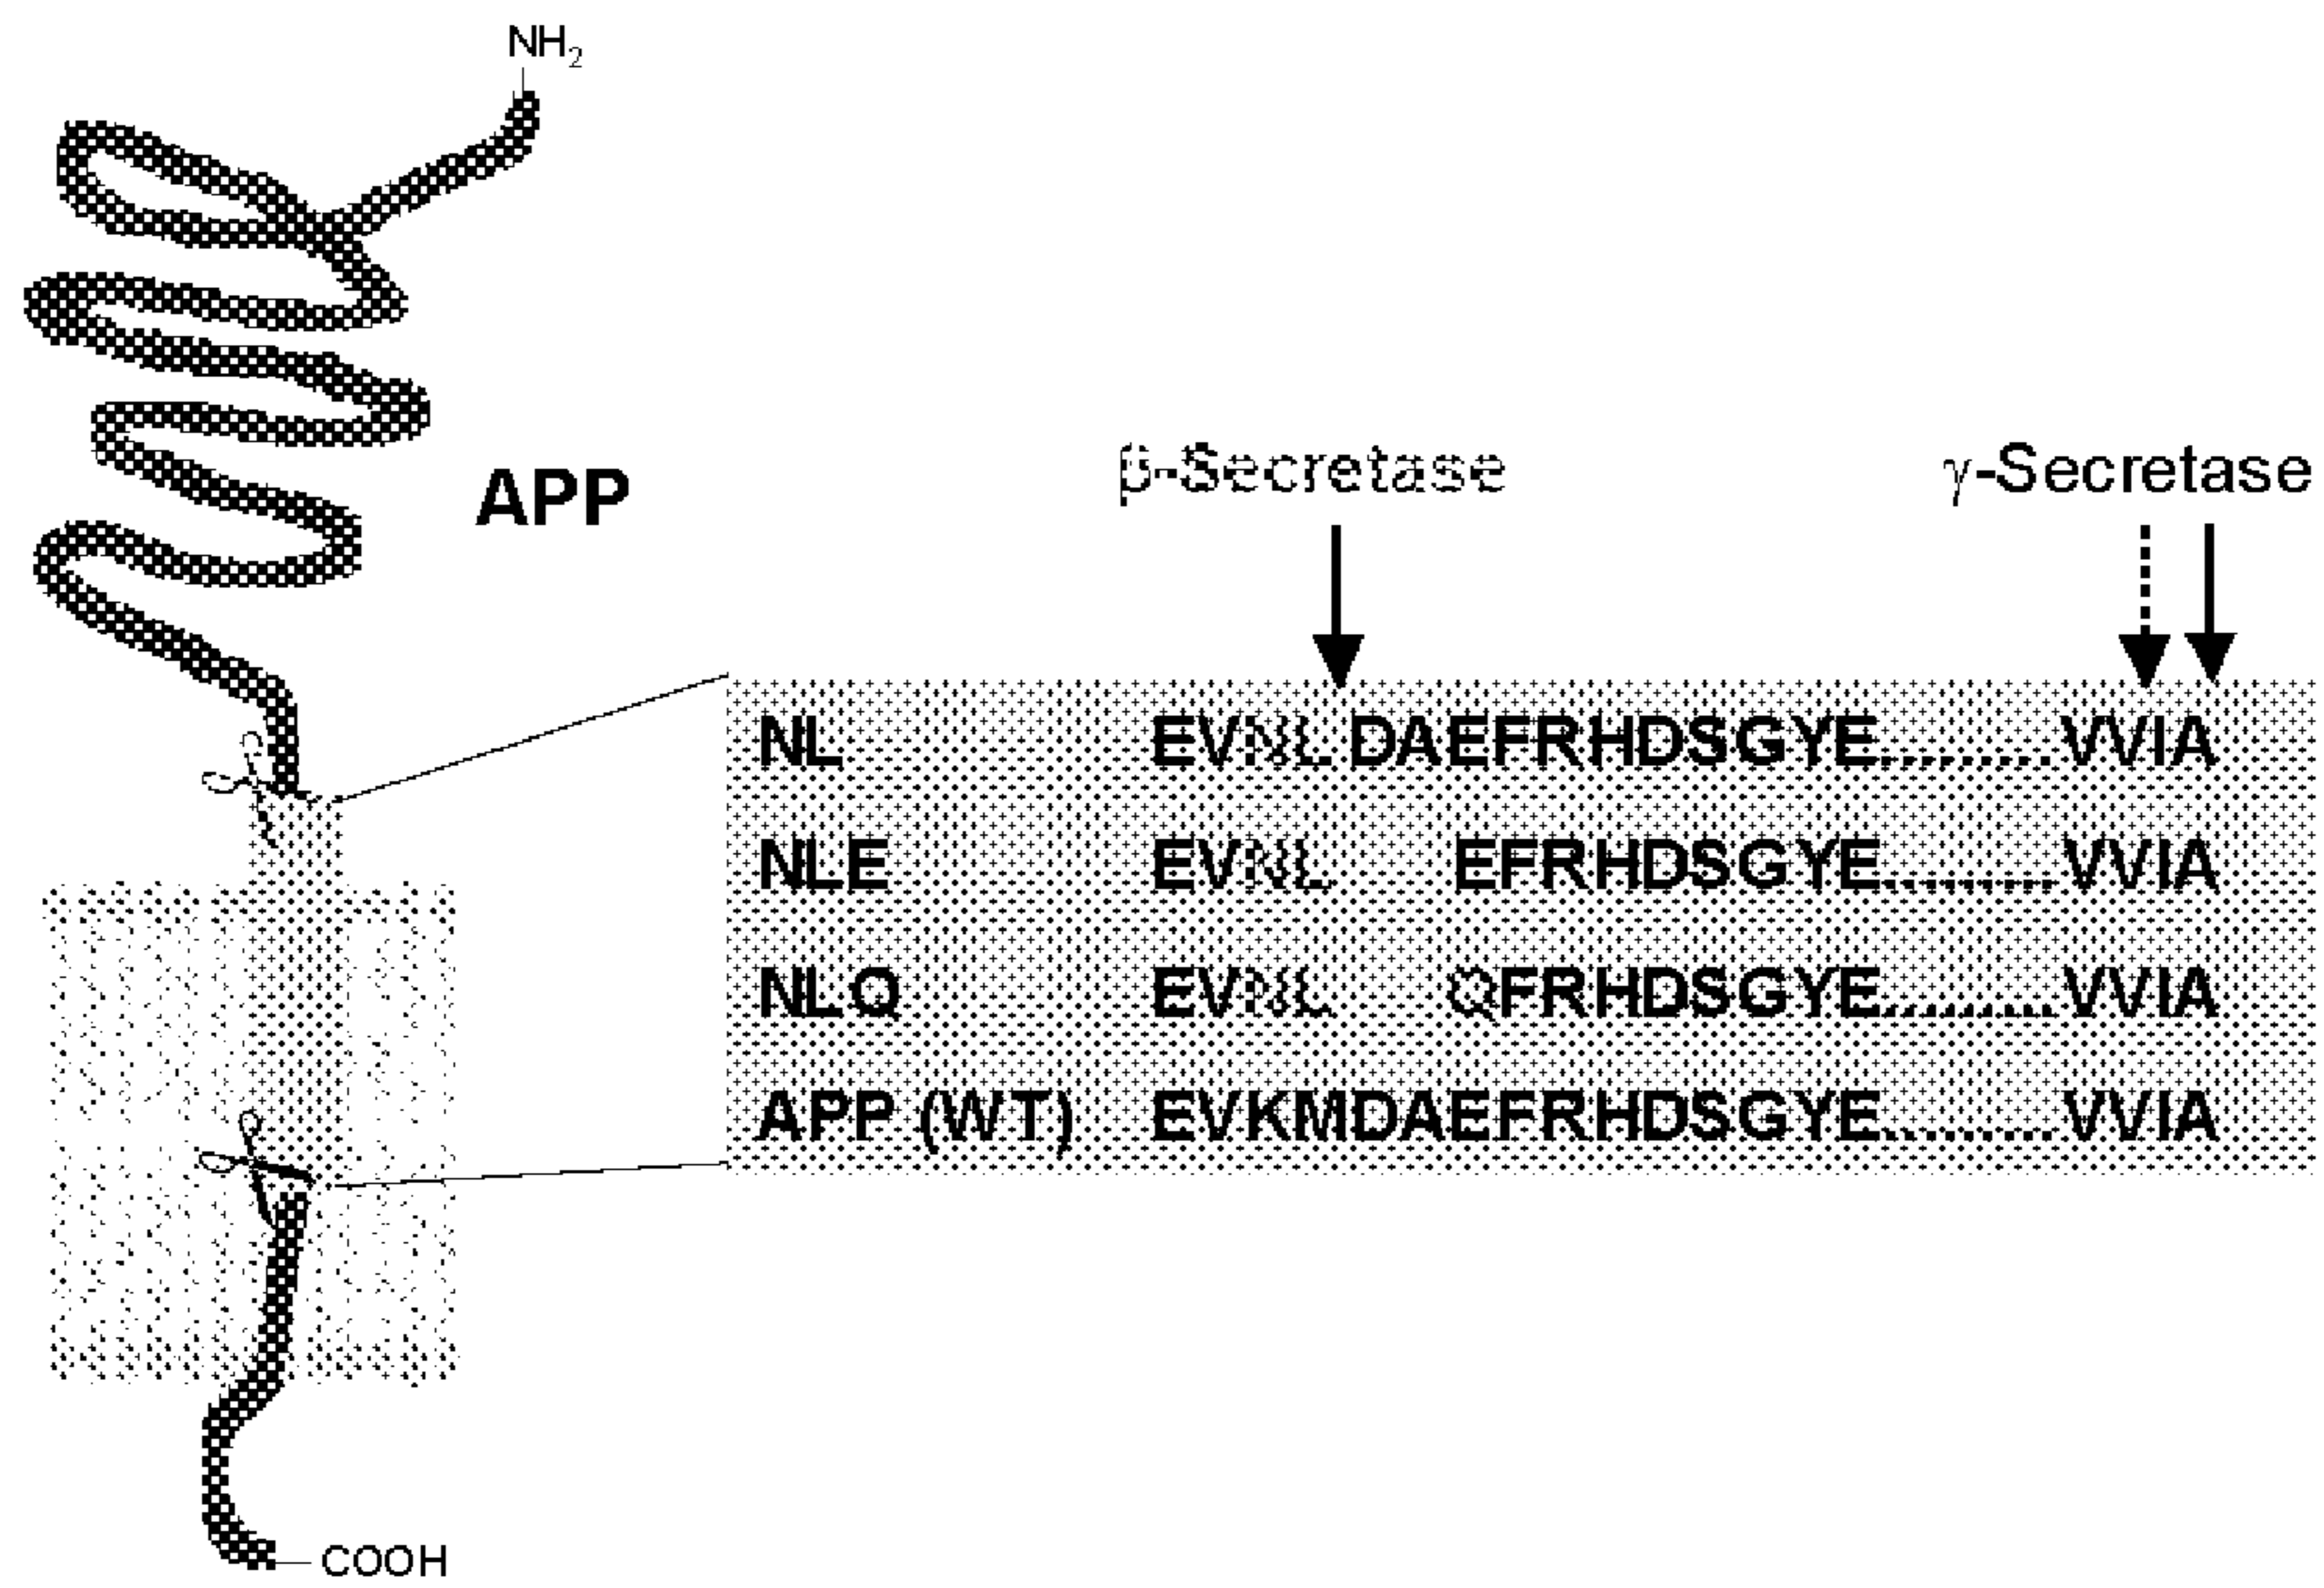 NH₂
APP
β-Secretase γ-Secretase
NL EVNL DAEFRHDSGYE.........VVIA
NLE EVNL EFRHDSGYE.........VVIA
NLQ EVNL QFRHDSGYE.........VVIA
APP (WT) EVKMDAEFRHDSGYE.........VVIA
COOH